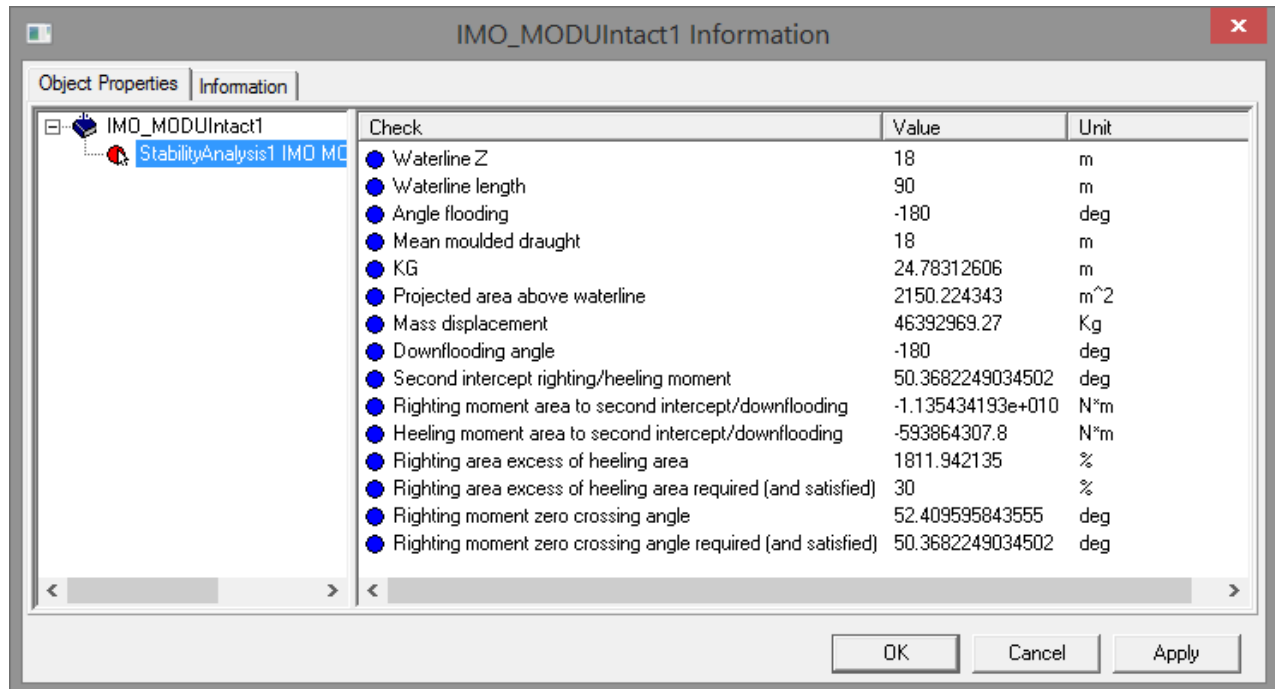 IMO_MODUIntact1 Information
Object Properties Information
IMO_MODUIntact1
StabilityAnalysis1 IMO MO
Check Value Unit
Waterline Z 18 m
Waterline length 90 m
Angle flooding -180 deg
Mean moulded draught 18 m
KG 24.78312606 m
Projected area above waterline 2150.224343 m^2
Mass displacement 46392969.27 Kg
Downflooding angle -180 deg
Second intercept righting/heeling moment 50.3682249034502 deg
Righting moment area to second intercept/downflooding -1.135434193e+010 N*m
Heeling moment area to second intercept/downflooding -593864307.8 N*m
Righting area excess of heeling area 1811.942135 %
Righting area excess of heeling area required (and satisfied) 30 %
Righting moment zero crossing angle 52.409595843555 deg
Righting moment zero crossing angle required (and satisfied) 50.3682249034502 deg
OK Cancel Apply